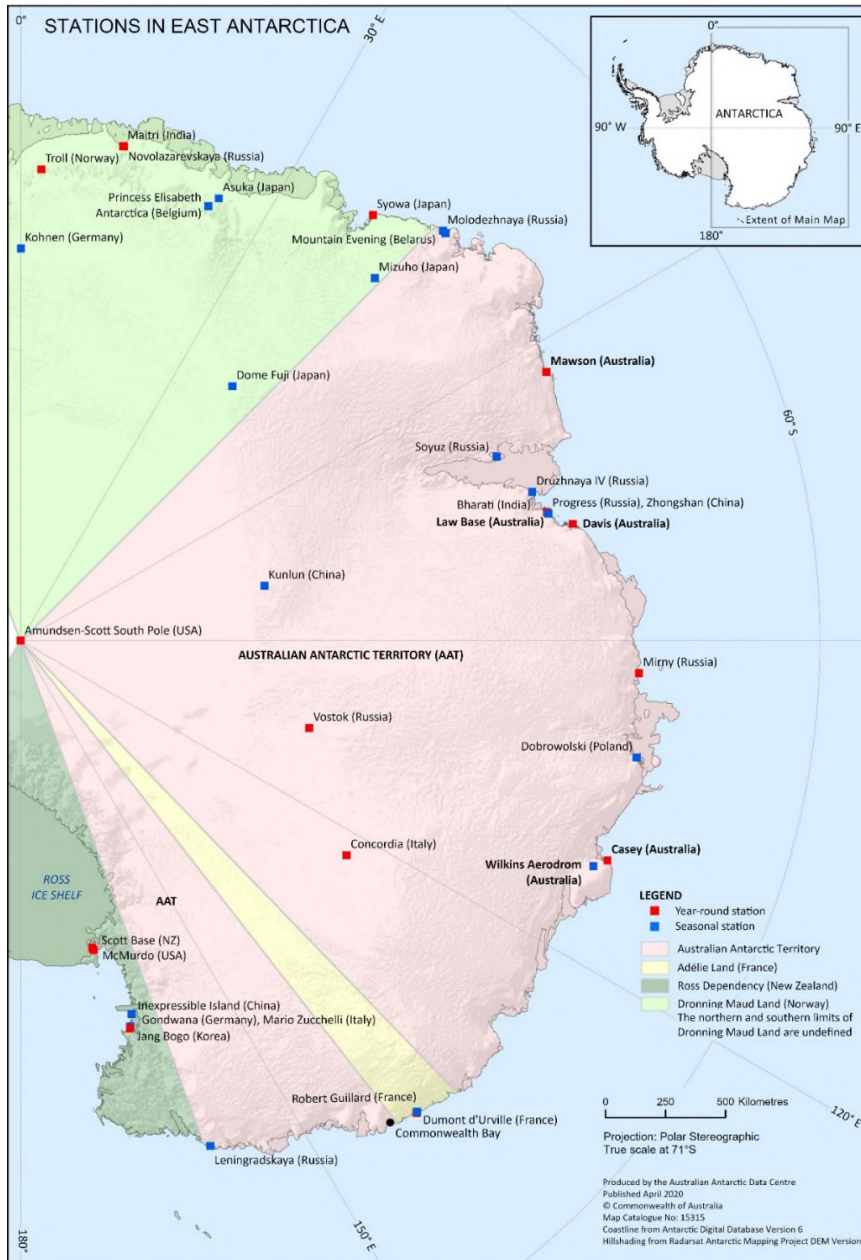 STATIONS IN EAST ANTARCTICA
0°
30° E
0°
ANTARCTICA
90° W
90° E
Extent of Main Map
180°
Maitri (India)
Troll (Norway)
Novolazarevskaya (Russia)
Asuka (Japan)
Princess Elisabeth
Antarctica (Belgium)
Syowa (Japan)
Molodezhnaya (Russia)
Kohnen (Germany)
Mountain Evening (Belarus)
Mizuho (Japan)
Mawson (Australia)
Dome Fuji (Japan)
60° S
Soyuz (Russia)
Druzhnaya IV (Russia)
Bharati (India)
Progress (Russia), Zhongshan (China)
Law Base (Australia)
Davis (Australia)
Kunlun (China)
Amundsen-Scott South Pole (USA)
AUSTRALIAN ANTARCTIC TERRITORY (AAT)
Mirny (Russia)
Vostok (Russia)
Dobrowolski (Poland)
Concordia (Italy)
Casey (Australia)
Wilkins Aerodrom
(Australia)
ROSS
ICE SHELF
AAT
LEGEND
Year-round station
Seasonal station
Australian Antarctic Territory
Adélie Land (France)
Ross Dependency (New Zealand)
Dronning Maud Land (Norway)
The northern and southern limits of
Dronning Maud Land are undefined
Scott Base (NZ)
McMurdo (USA)
Inexpressible Island (China)
Gondwana (Germany), Mario Zucchelli (Italy)
Jang Bogo (Korea)
Robert Guillard (France)
Dumont d'Urville (France)
Commonwealth Bay
Leningradskaya (Russia)
0 250 500 Kilometres
120° E
Projection: Polar Stereographic
True scale at 71°S
Produced by the Australian Antarctic Data Centre
Published April 2020
© Commonwealth of Australia
Map Catalogue No: 15315
Coastline from Antarctic Digital Database Version 6
Hillshading from Radarsat Antarctic Mapping Project DEM Version
180°
150° E